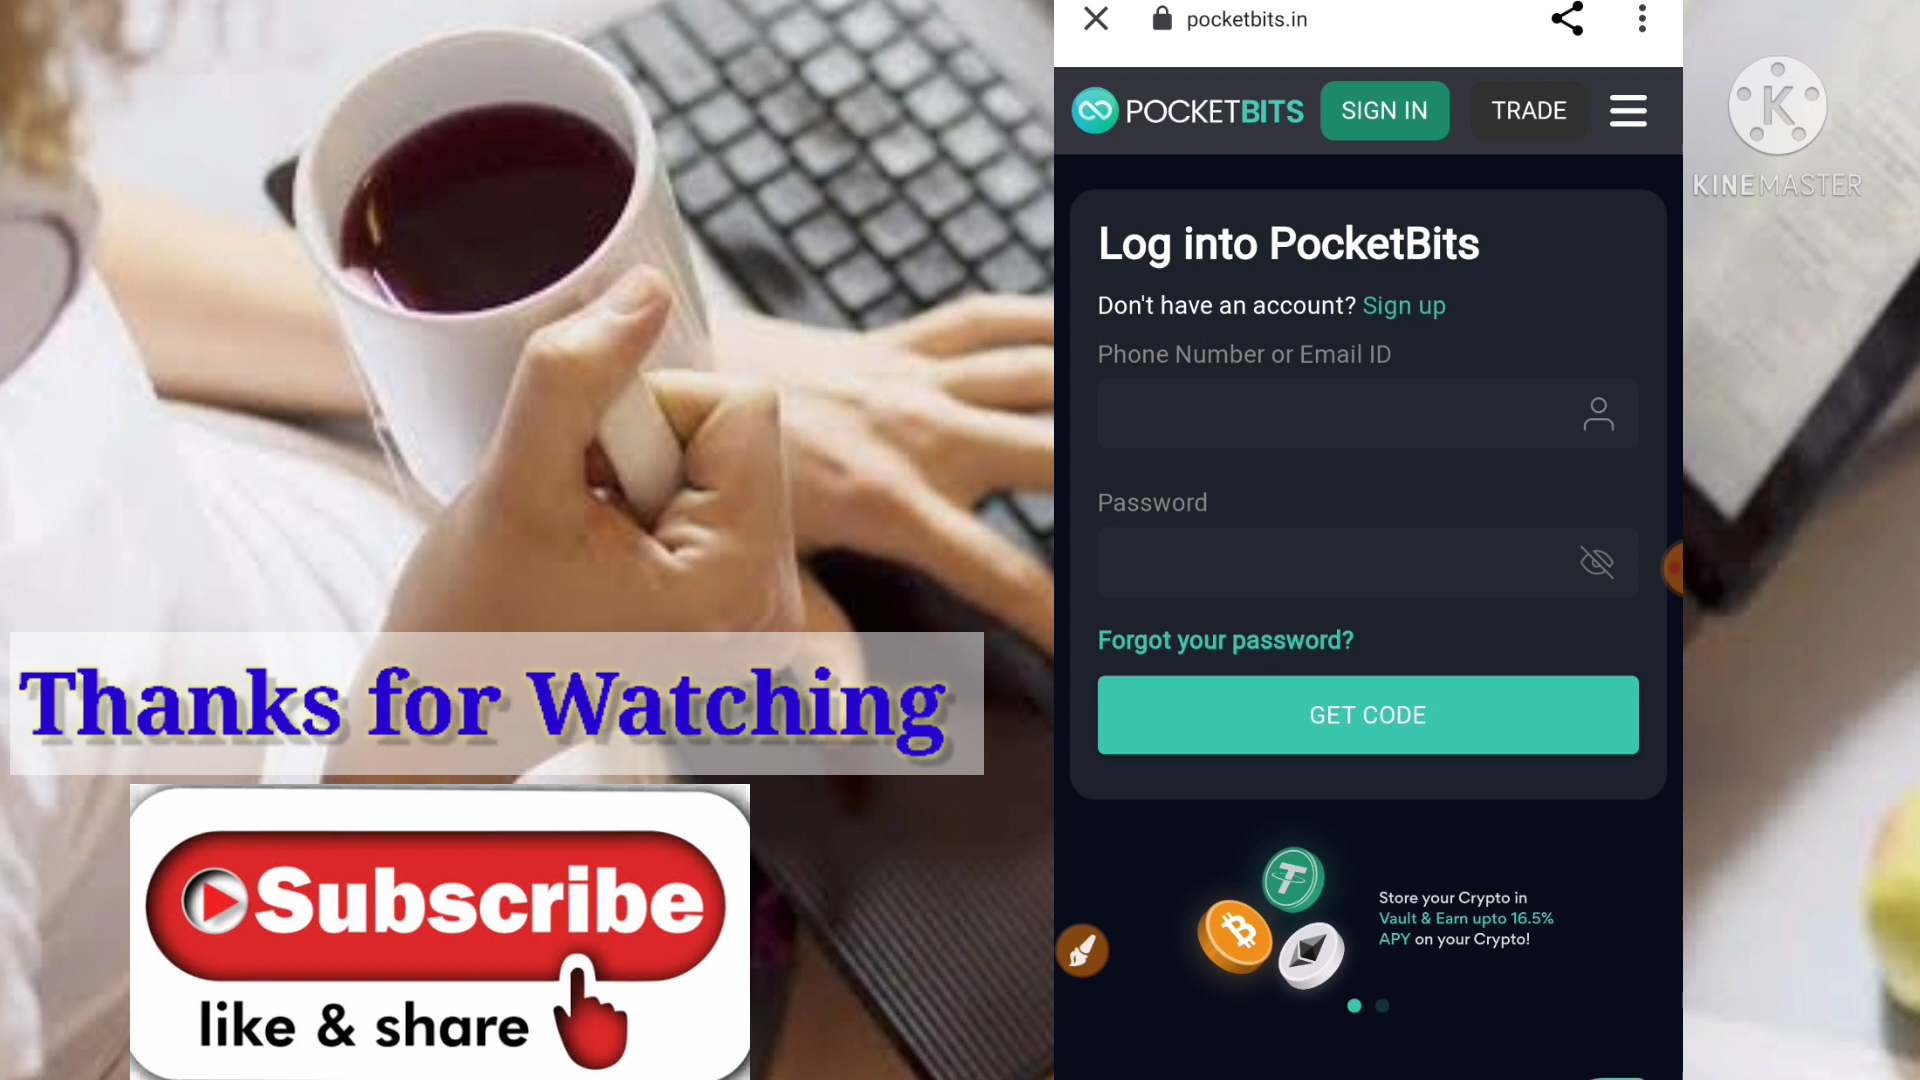 pocketbits.in
POCKETBITS
SIGN IN
TRADE
Log into PocketBits
Don't have an account? Sign up
Phone Number or Email ID
Password
Forgot your password?
GET CODE
Store your Crypto in
Vault & Earn upto 16.5%
APY on your Crypto!
Thanks for Watching
Subscribe
like & share
K
KINEMASTER